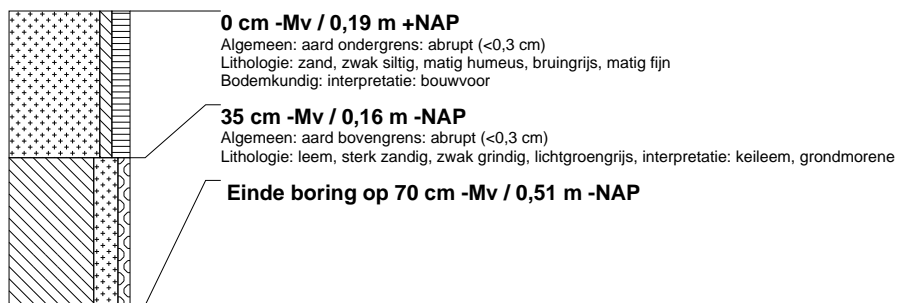 0 cm -Mv / 0,19 m +NAP
Algemeen: aard ondergrens: abrupt (<0,3 cm)
Lithologie: zand, zwak siltig, matig humeus, bruingrijs, matig fijn
Bodemkundig: interpretatie: bouwvoor
35 cm -Mv / 0,16 m -NAP
Algemeen: aard bovengrens: abrupt (<0,3 cm)
Lithologie: leem, sterk zandig, zwak grindig, lichtgroengrijs, interpretatie: keileem, grondmorene
Einde boring op 70 cm -Mv / 0,51 m -NAP